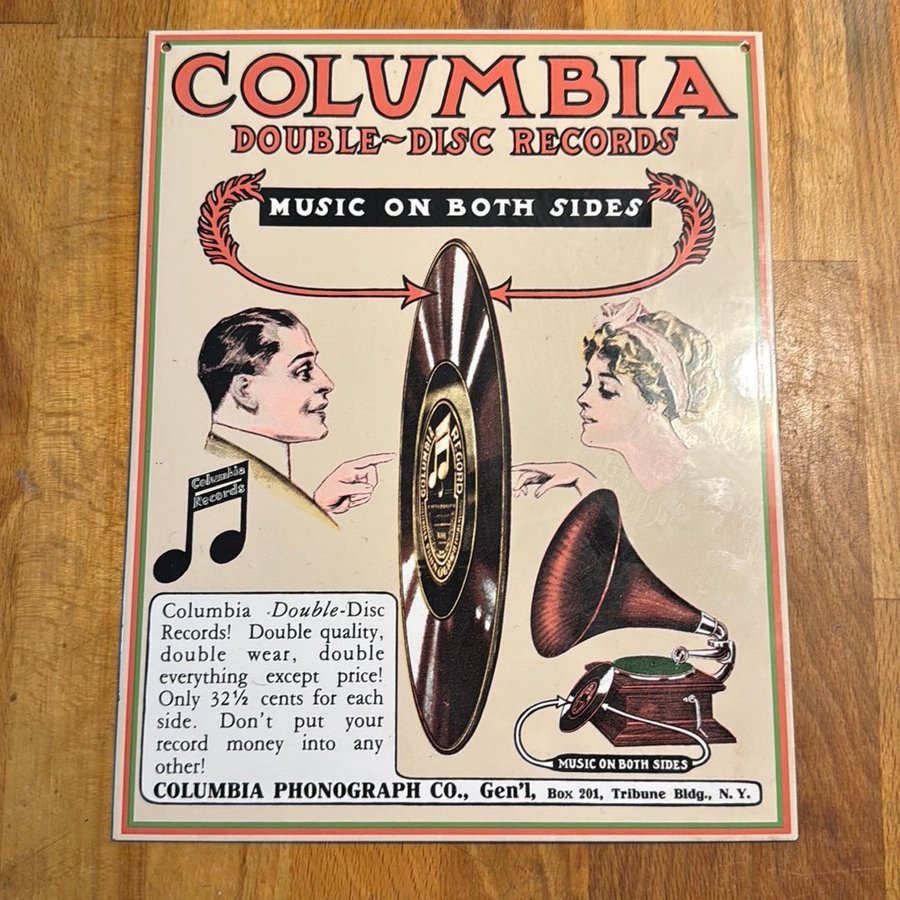 COLUMBIA
DOUBLE~DISC RECORDS
MUSIC ON BOTH SIDES
Columbia
Records
COLUMBIA RECORD
Columbia Double-Disc
Records! Double quality,
double wear, double
everything except price!
Only 32½ cents for each
side. Don't put your
record money into any
other!
MUSIC ON BOTH SIDES
COLUMBIA PHONOGRAPH CO., Gen'l, Box 201, Tribune Bldg., N. Y.